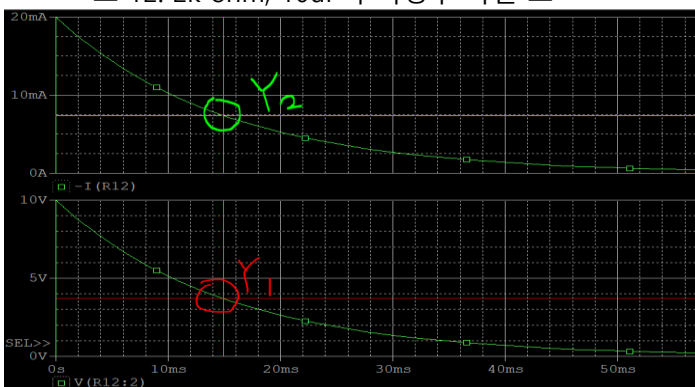 20mA
10mA
Y2
0A
-I(R12)
10V
5V
Y1
SEL>>
0V
0s 10ms 20ms 30ms 40ms 50ms
V(R12:2)